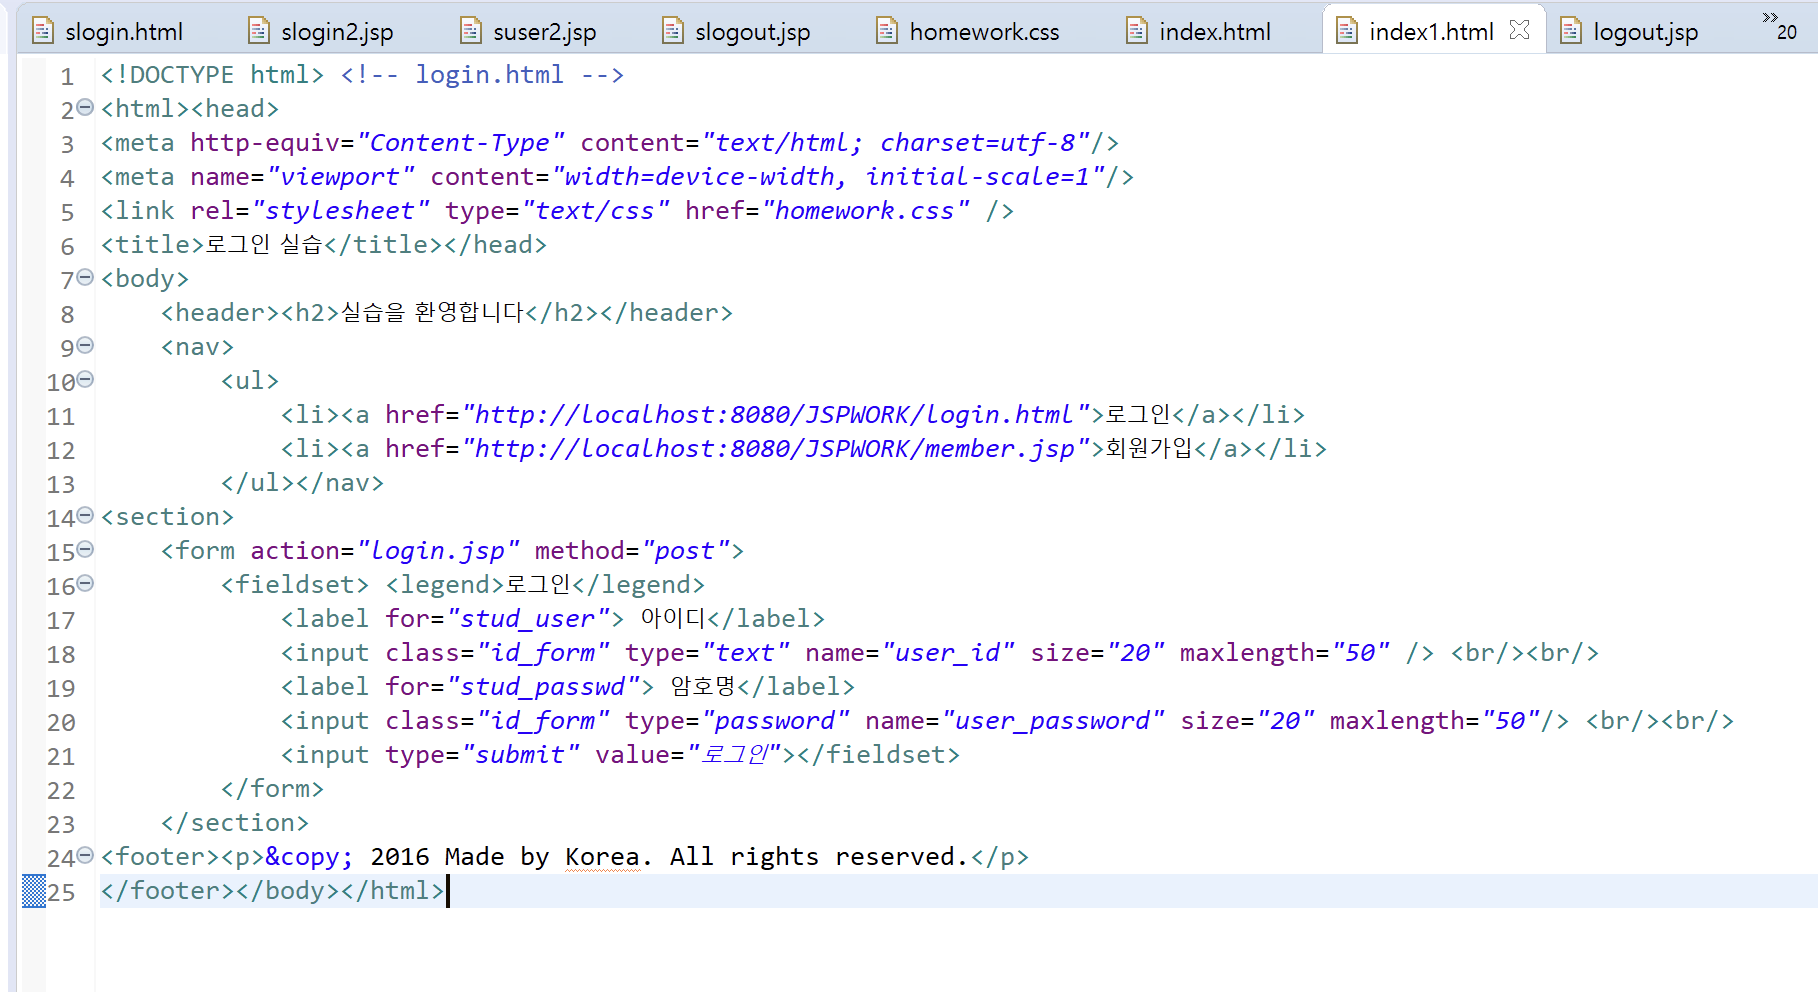 slogin.html slogin2.jsp suser2.jsp slogout.jsp homework.css index.html index1.html logout.jsp »20
1 <!DOCTYPE html> <!-- login.html -->
2 <html><head>
3 <meta http-equiv="Content-Type" content="text/html; charset=utf-8"/>
4 <meta name="viewport" content="width=device-width, initial-scale=1"/>
5 <link rel="stylesheet" type="text/css" href="homework.css" />
6 <title>로그인 실습</title></head>
7 <body>
8     <header><h2>실습을 환영합니다</h2></header>
9     <nav>
10         <ul>
11             <li><a href="http://localhost:8080/JSPWORK/login.html">로그인</a></li>
12             <li><a href="http://localhost:8080/JSPWORK/member.jsp">회원가입</a></li>
13         </ul></nav>
14 <section>
15     <form action="login.jsp" method="post">
16         <fieldset> <legend>로그인</legend>
17             <label for="stud_user"> 아이디</label>
18             <input class="id_form" type="text" name="user_id" size="20" maxlength="50" /> <br/><br/>
19             <label for="stud_passwd"> 암호명</label>
20             <input class="id_form" type="password" name="user_password" size="20" maxlength="50"/> <br/><br/>
21             <input type="submit" value="로그인"></fieldset>
22         </form>
23     </section>
24 <footer><p>&copy; 2016 Made by Korea. All rights reserved.</p>
25 </footer></body></html>